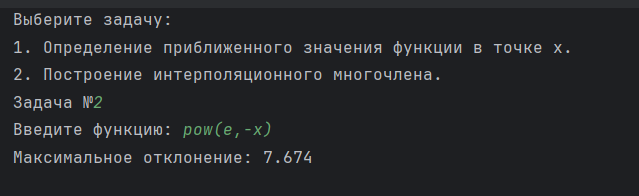 Выберите задачу:
1. Определение приближенного значения функции в точке x.
2. Построение интерполяционного многочлена.
Задача №2
Введите функцию: pow(e,-x)
Максимальное отклонение: 7.674